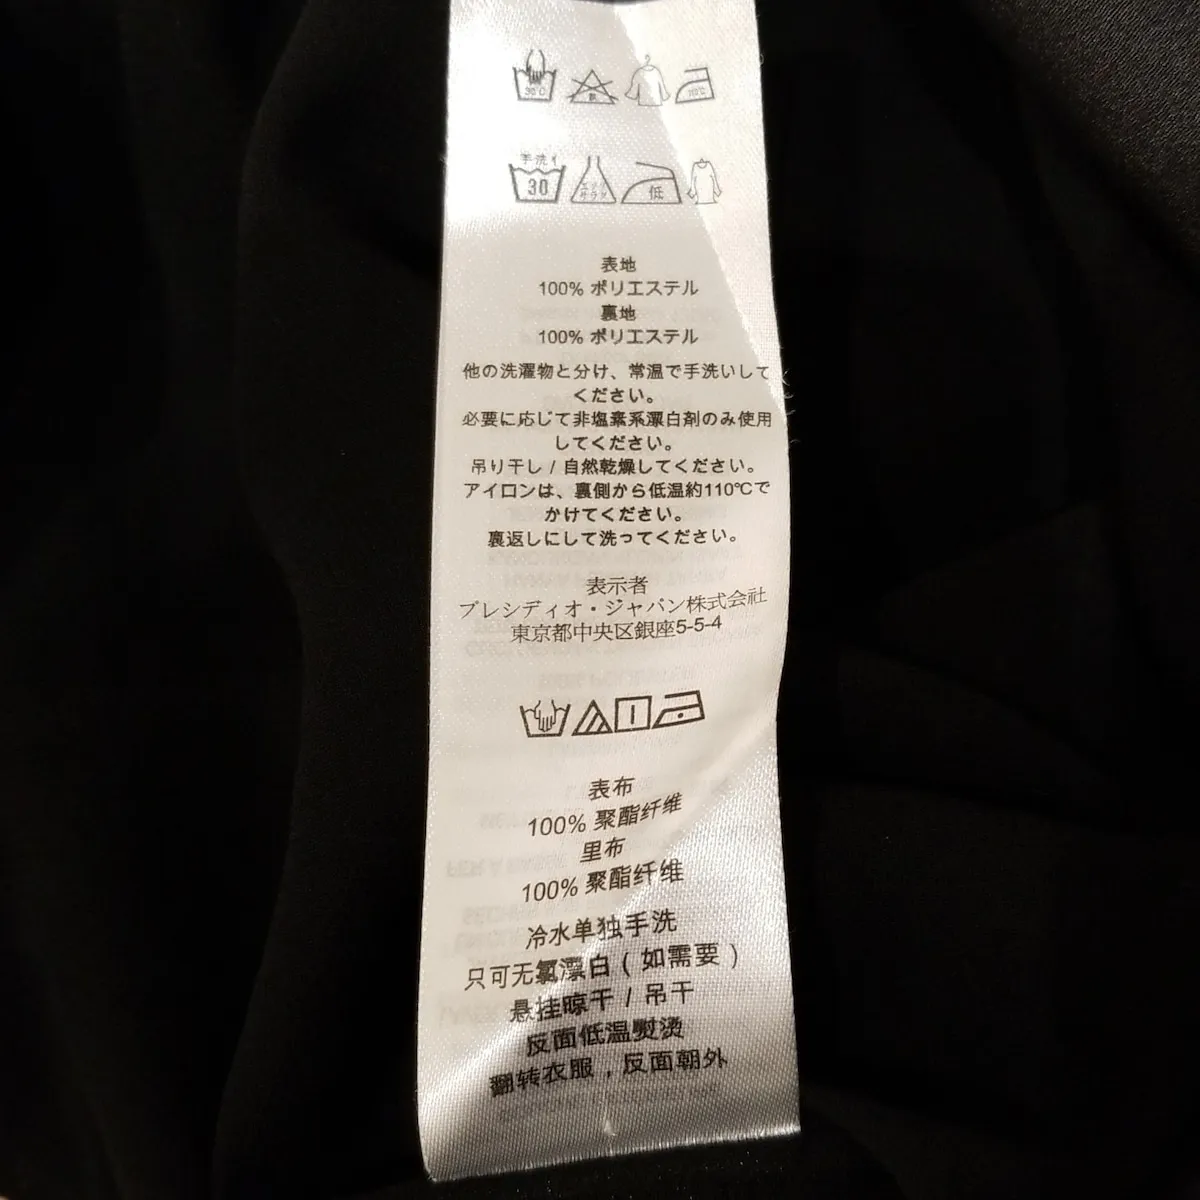 30°C
氯
110°C
手洗イ
30
エンソ
サラシ
低
表地
100% ポリエステル
裏地
100% ポリエステル
他の洗濯物と分け、常温で手洗いして
ください。
必要に応じて非塩素系漂白剤のみ使用
してください。
吊り干し / 自然乾燥してください。
アイロンは、裏側から低温約110℃で
かけてください。
裏返しにして洗ってください。
表示者
プレシディオ・ジャパン株式会社
東京都中央区銀座5-5-4
表布
100% 聚酯纤维
里布
100% 聚酯纤维
冷水单独手洗
只可无氯漂白 ( 如需要 )
悬挂晾干 / 吊干
反面低温熨烫
翻转衣服，反面朝外